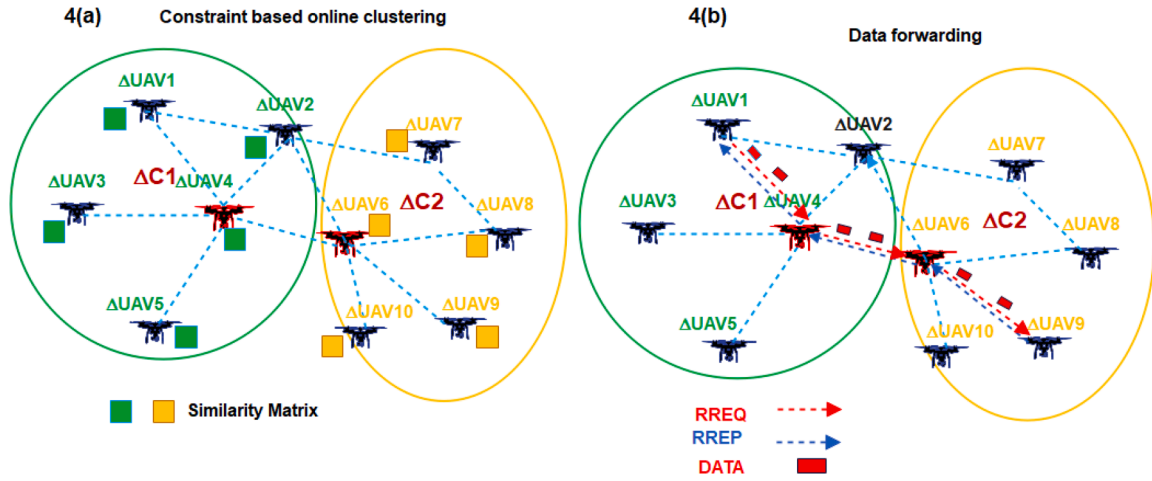 4(a)
Constraint based online clustering
ΔUAV1
ΔUAV2
ΔUAV7
ΔUAV3
ΔC1
ΔUAV4
ΔUAV6
ΔC2
ΔUAV8
ΔUAV5
ΔUAV10
ΔUAV9
Similarity Matrix
4(b)
Data forwarding
ΔUAV1
ΔUAV2
ΔUAV7
ΔUAV3
ΔC1
ΔUAV4
ΔUAV6
ΔC2
ΔUAV8
ΔUAV5
ΔUAV10
ΔUAV9
RREQ
RREP
DATA